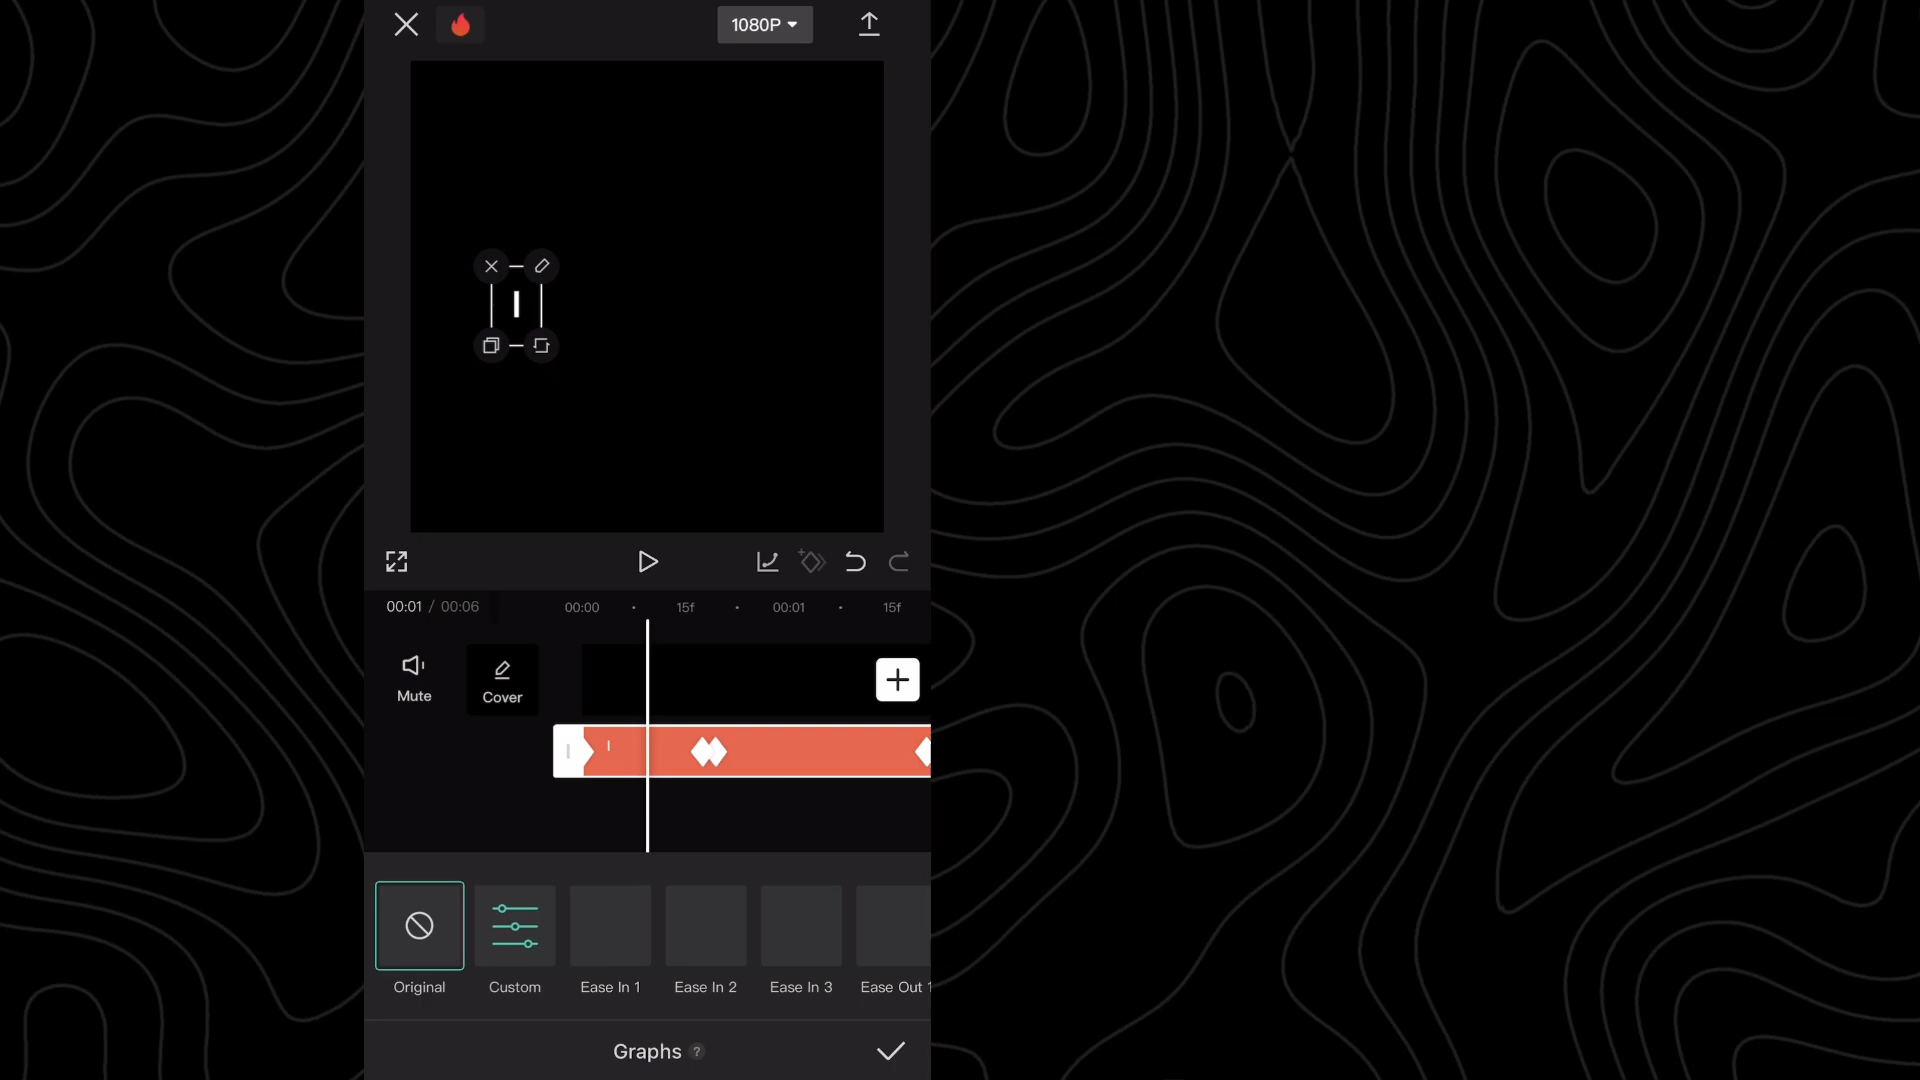 1080P
I
00:01 / 00:06
00:00 15f 00:01 15f
Mute
Cover
I
Original
Custom
Ease In 1
Ease In 2
Ease In 3
Ease Out 1
Graphs ?